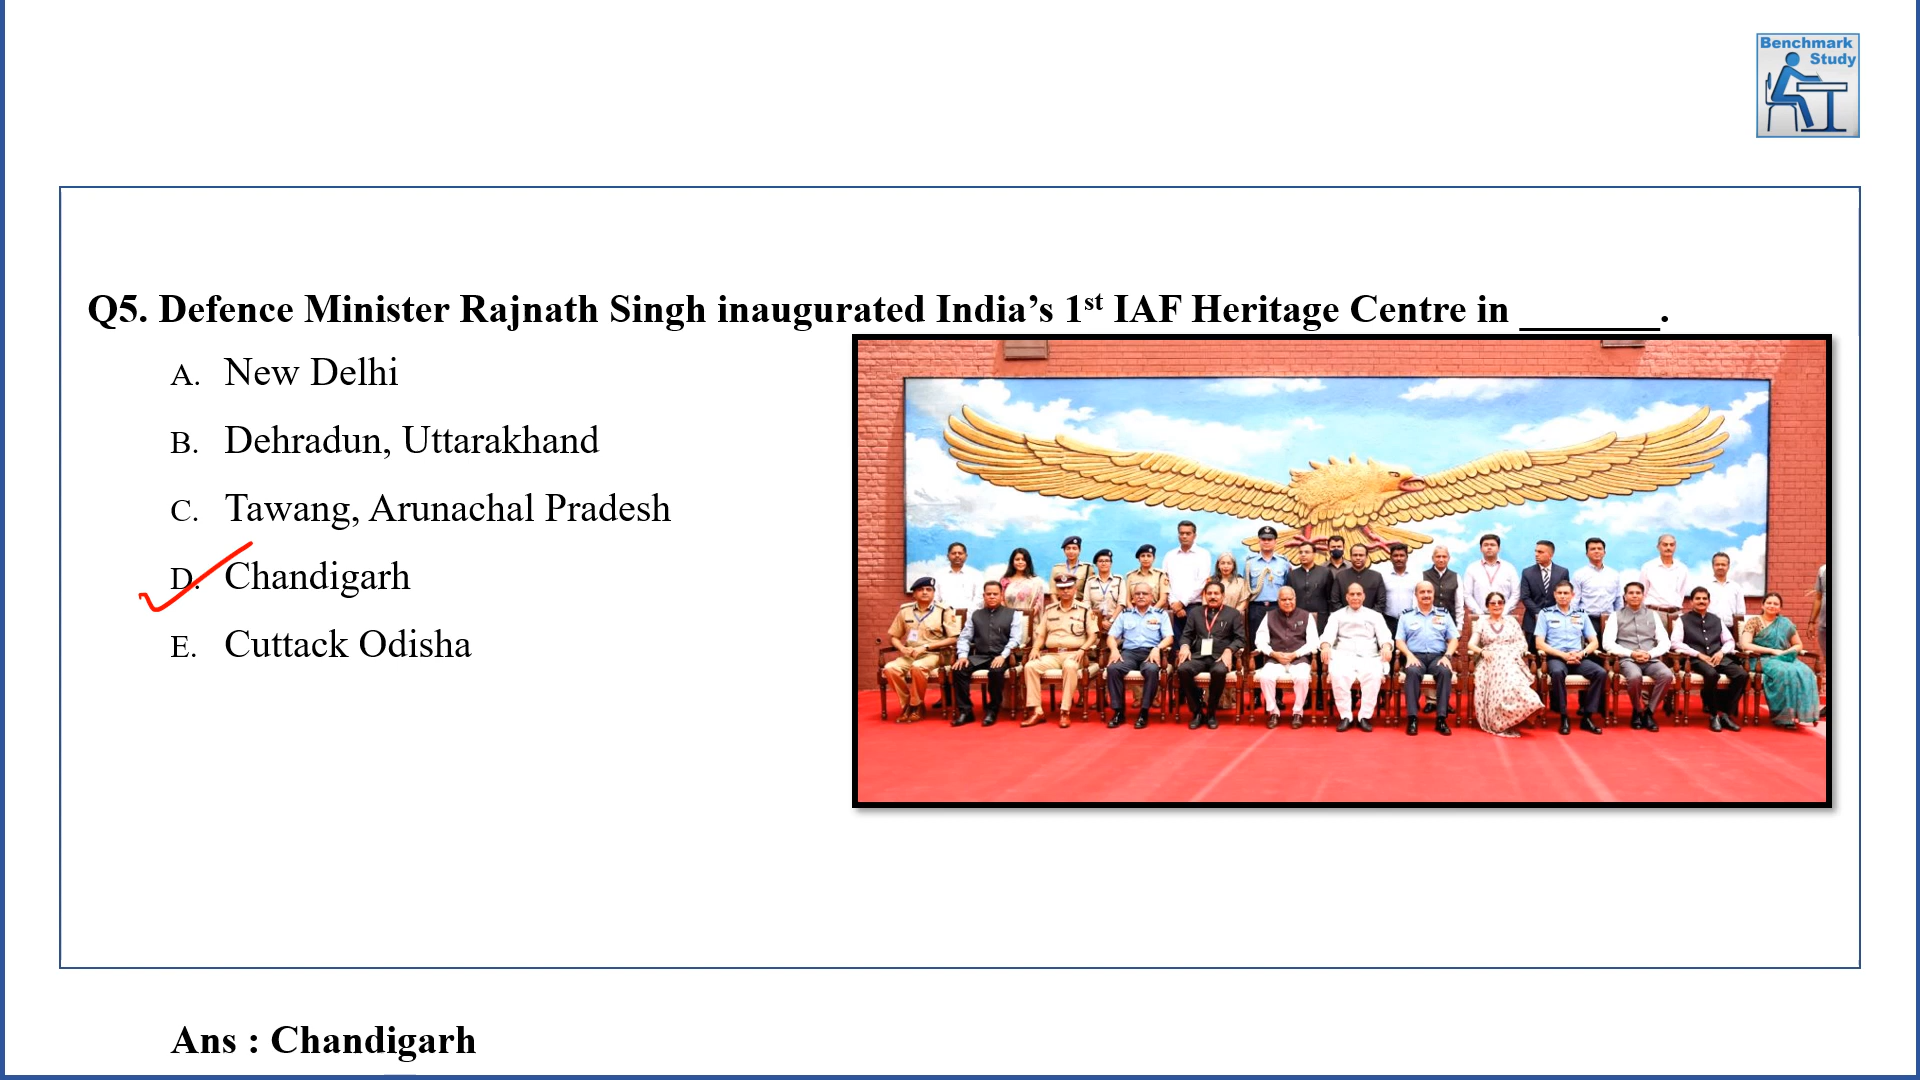 Benchmark
Study
Q5. Defence Minister Rajnath Singh inaugurated India’s 1st IAF Heritage Centre in _______.
A. New Delhi
B. Dehradun, Uttarakhand
C. Tawang, Arunachal Pradesh
D. Chandigarh
E. Cuttack Odisha
Ans : Chandigarh